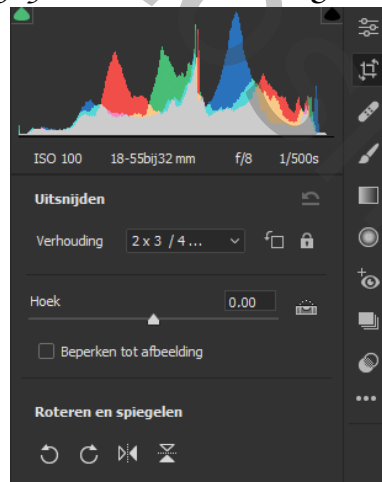 ISO 100 18-55bij32 mm f/8 1/500s
Uitsnijden
Verhouding 2 x 3 / 4 ...
Hoek 0.00
Beperken tot afbeelding
Roteren en spiegelen